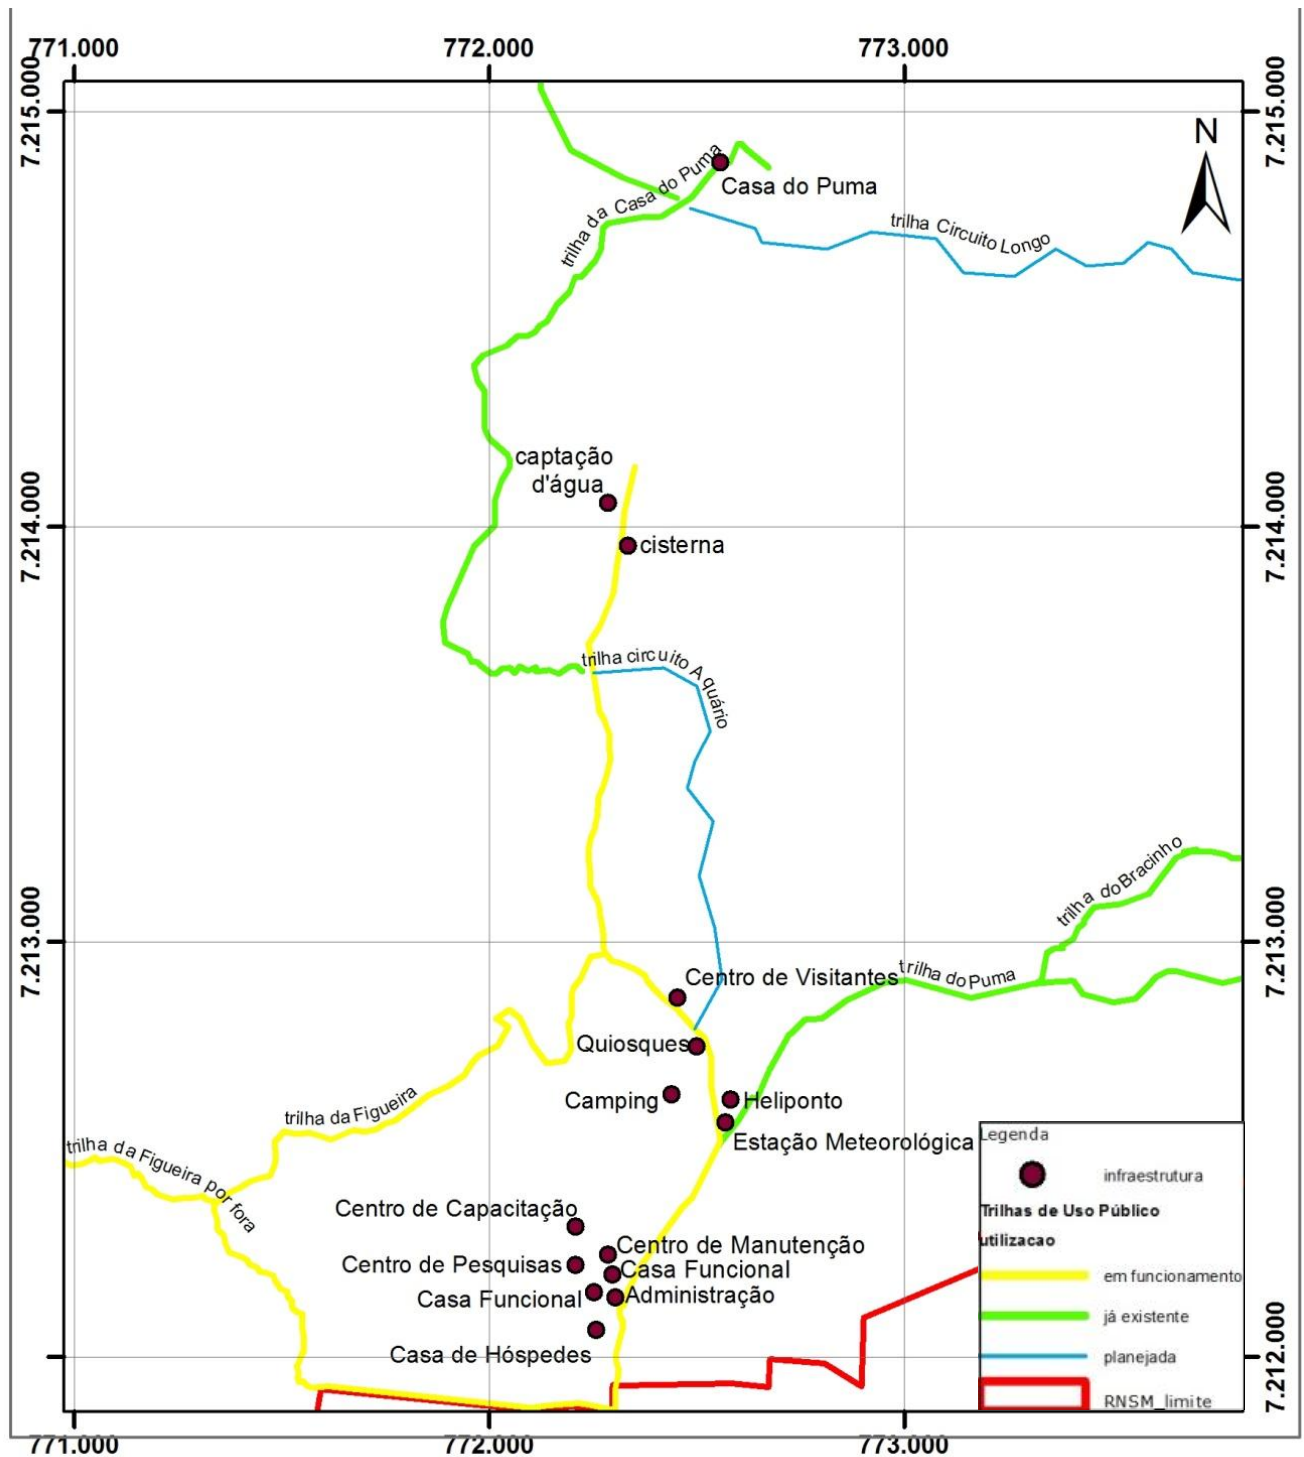 771.000
772.000
773.000
7.215.000
7.215.000
N
trilha da Casa do Puma
Casa do Puma
trilha Circuito Longo
captação
d'água
7.214.000
7.214.000
cisterna
trilha circuito Aquário
trilha do Bracinho
7.213.000
7.213.000
Centro de Visitantes
trilha do Puma
Quiosques
Camping
Heliponto
trilha da Figueira
Estação Meteorológica
trilha da Figueira por fora
Centro de Capacitação
Centro de Manutenção
Centro de Pesquisas
Casa Funcional
Casa Funcional
Administração
Casa de Hóspedes
Legenda
infraestrutura
Trilhas de Uso Público
utilizacao
em funcionamento
já existente
planejada
RNSM_limite
7.212.000
771.000
772.000
773.000